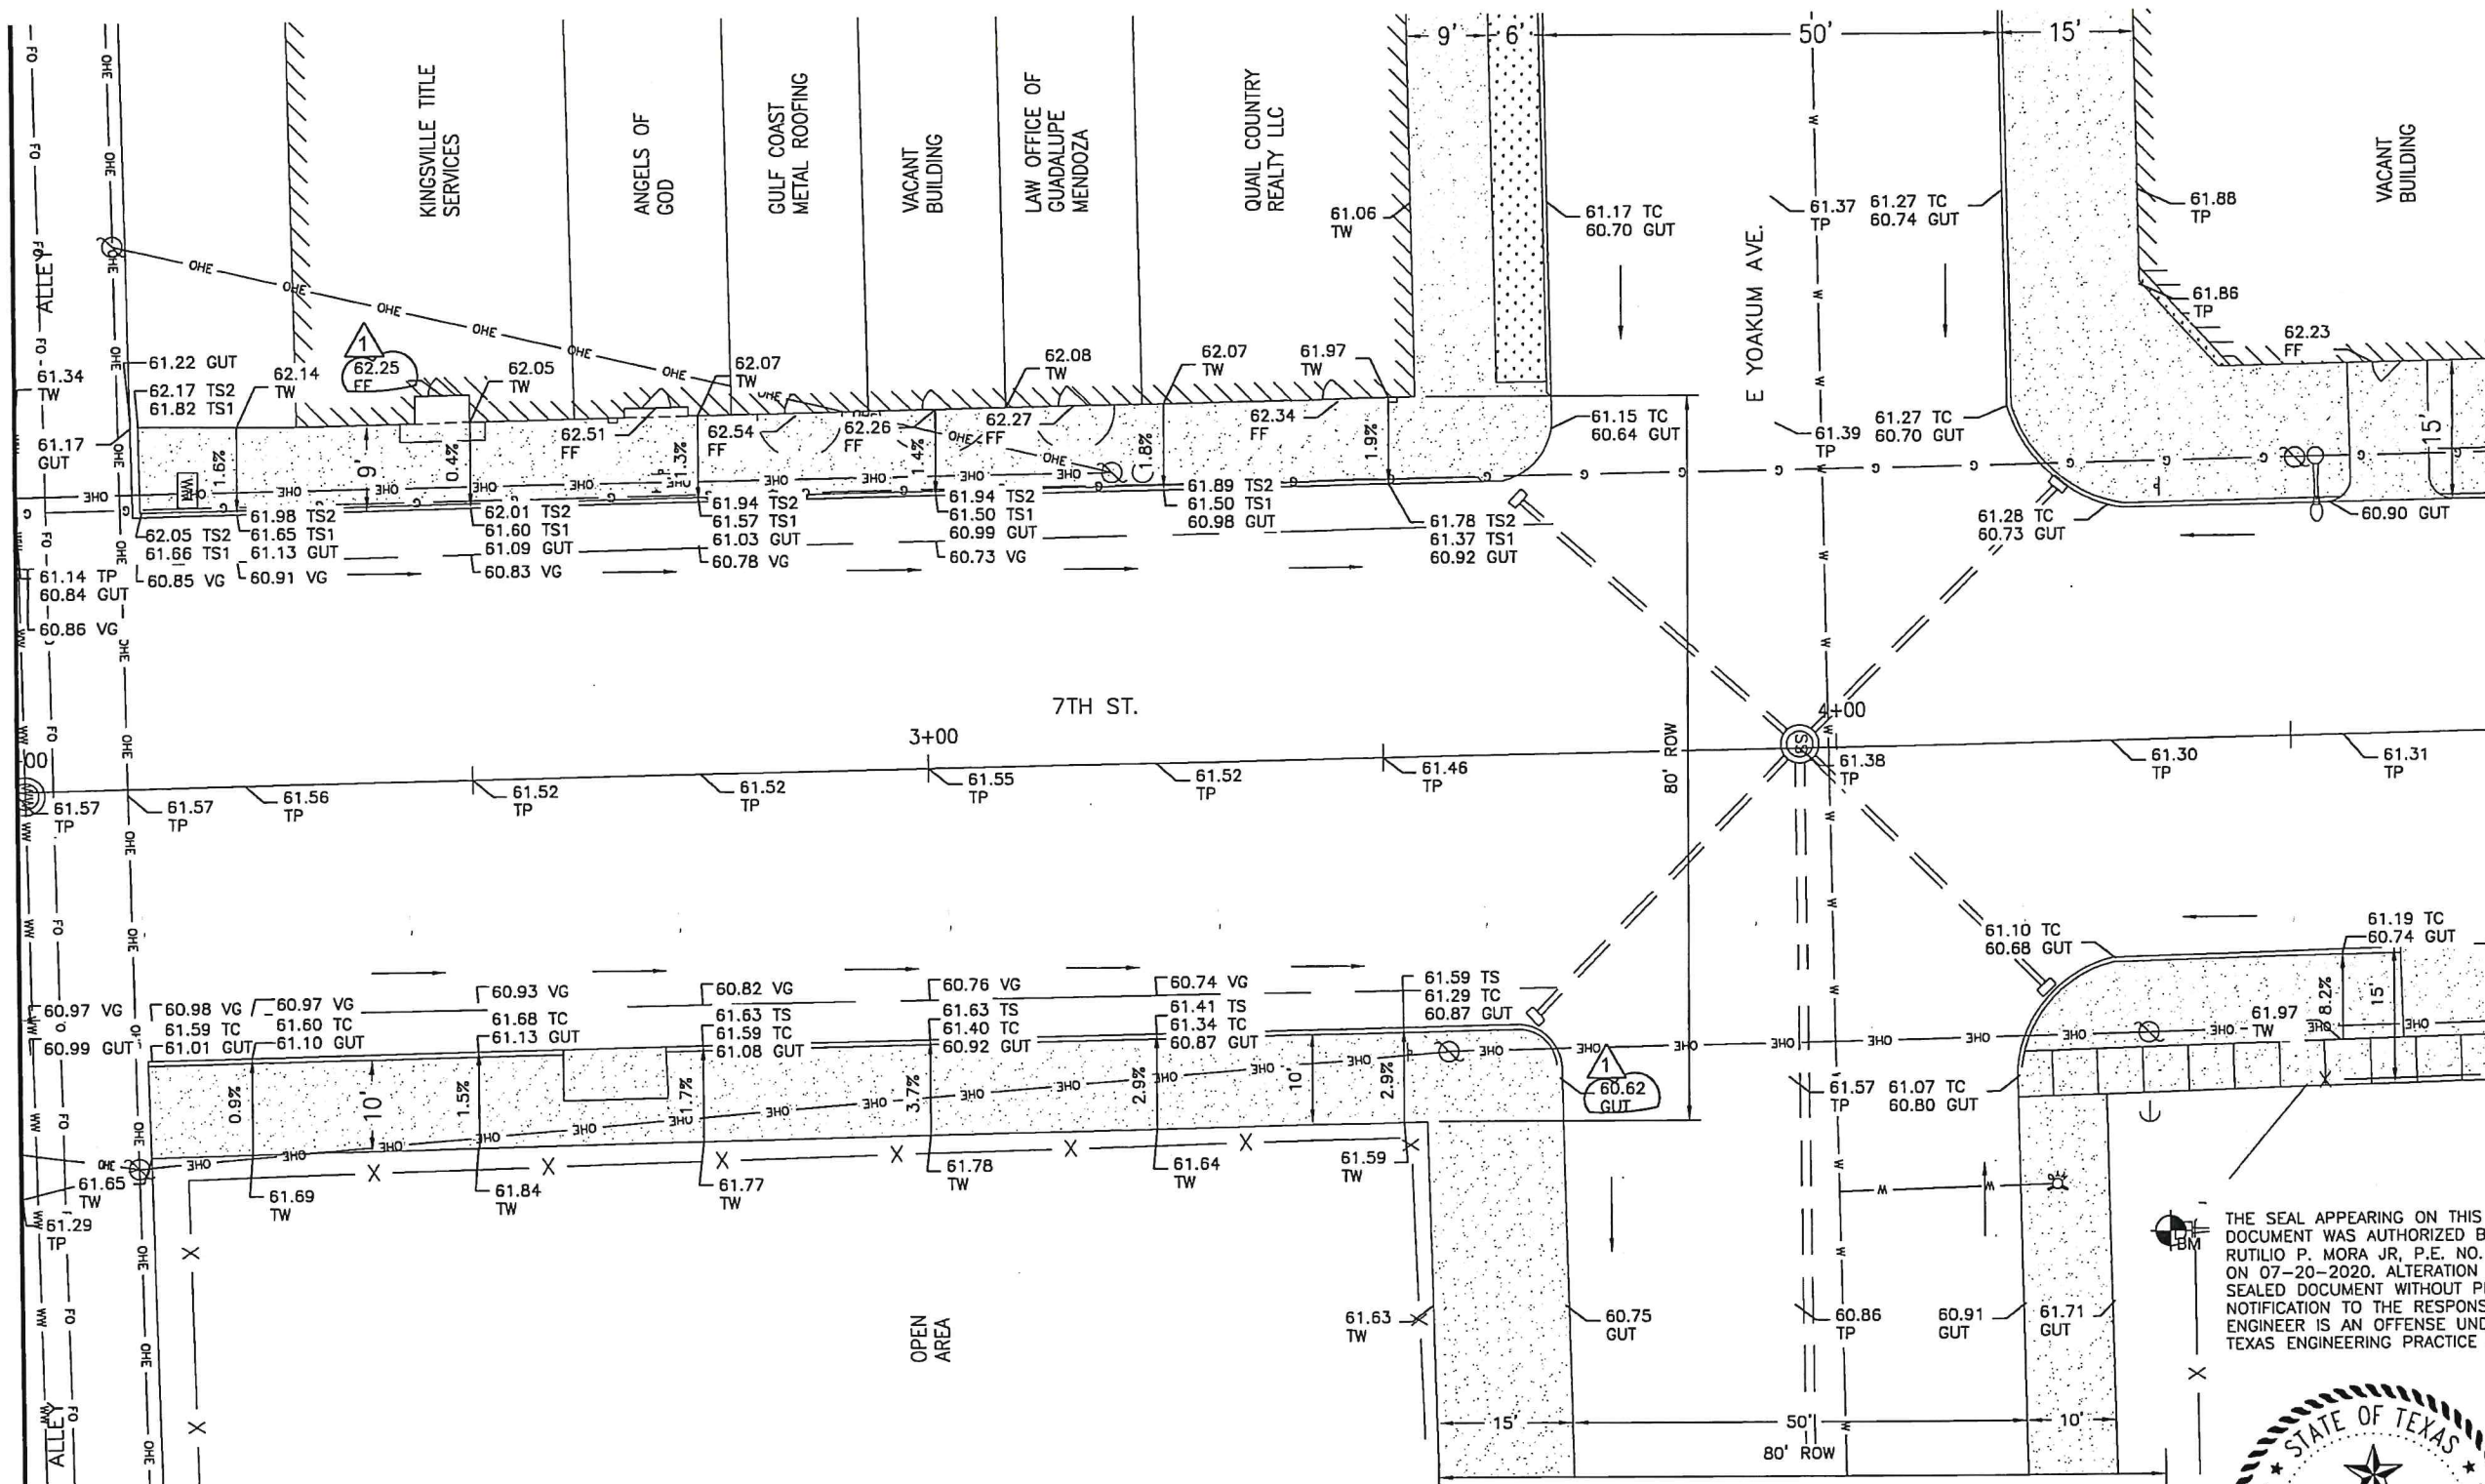 9'
6'
50'
15'
KINGSVILLE TITLE
SERVICES
ANGELS OF
GOD
GULF COAST
METAL ROOFING
VACANT
BUILDING
LAW OFFICE OF
GUADALUPE
MENDOZA
QUAIL COUNTRY
REALTY LLC
61.06
TW
61.17 TC
60.70 GUT
E YOAKUM AVE.
61.37
TP
61.27 TC
60.74 GUT
61.88
TP
VACANT
BUILDING
61.86
TP
62.23
FF
ALLEY
61.34
TW
61.22 GUT
62.17 TS2
61.82 TS1
61.17
GUT
62.14
TW
1
62.25
FF
62.05
TW
62.07
TW
62.08
TW
62.07
TW
61.97
TW
62.51
FF
62.54
FF
62.26
FF
62.27
FF
62.34
FF
61.15 TC
60.64 GUT
61.39
TP
61.27 TC
60.70 GUT
1.6%
9'
0.4%
1.3%
1.4%
1.8%
1.9%
15'
62.05 TS2
61.66 TS1
60.85 VG
61.98 TS2
61.65 TS1
61.13 GUT
60.91 VG
62.01 TS2
61.60 TS1
61.09 GUT
60.83 VG
61.94 TS2
61.57 TS1
61.03 GUT
60.78 VG
61.94 TS2
61.50 TS1
60.99 GUT
60.73 VG
61.89 TS2
61.50 TS1
60.98 GUT
61.78 TS2
61.37 TS1
60.92 GUT
61.28 TC
60.73 GUT
60.90 GUT
61.14 TP
60.84 GUT
60.86 VG
7TH ST.
3+00
4+00
00
SS
80' ROW
61.57
TP
61.57
TP
61.56
TP
61.52
TP
61.52
TP
61.55
TP
61.52
TP
61.46
TP
61.38
TP
61.30
TP
61.31
TP
60.97 VG
60.99 GUT
60.98 VG
61.59 TC
61.01 GUT
60.97 VG
61.60 TC
61.10 GUT
60.93 VG
61.68 TC
61.13 GUT
60.82 VG
61.63 TS
61.59 TC
61.08 GUT
60.76 VG
61.63 TS
61.40 TC
60.92 GUT
60.74 VG
61.41 TS
61.34 TC
60.87 GUT
61.59 TS
61.29 TC
60.87 GUT
61.10 TC
60.68 GUT
61.19 TC
60.74 GUT
0.9%
10'
1.5%
1.7%
3.7%
2.9%
10'
2.9%
1
60.62
GUT
61.97
TW
8.2%
15'
61.57
TP
61.07 TC
60.80 GUT
61.65
TW
61.29
TP
61.69
TW
61.84
TW
61.77
TW
61.78
TW
61.64
TW
61.59
TW
OPEN
AREA
61.63
TW
60.75
GUT
60.86
TP
60.91
GUT
61.71
GUT
BM
THE SEAL APPEARING ON THIS
DOCUMENT WAS AUTHORIZED B
RUTILIO P. MORA JR, P.E. NO.
ON 07-20-2020. ALTERATION
SEALED DOCUMENT WITHOUT P
NOTIFICATION TO THE RESPONS
ENGINEER IS AN OFFENSE UND
TEXAS ENGINEERING PRACTICE
ALLEY
15'
50'
10'
80' ROW
STATE OF TEXAS